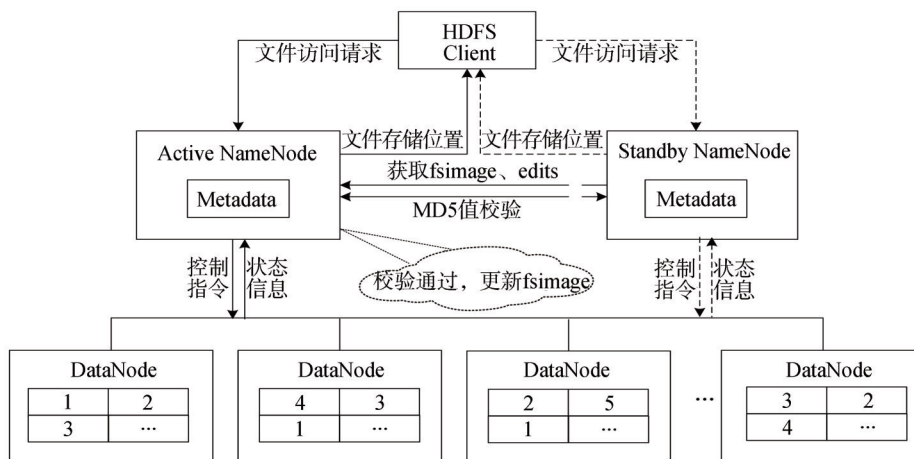 HDFS
Client
文件访问请求
文件访问请求
文件存储位置
文件存储位置
Active NameNode
Metadata
Standby NameNode
Metadata
获取fsimage、edits
MD5值校验
控制
指令
状态
信息
校验通过，更新fsimage
控制
指令
状态
信息
DataNode
1 2
3 ...
DataNode
4 3
1 ...
DataNode
2 5
1 ...
...
DataNode
3 2
4 ...